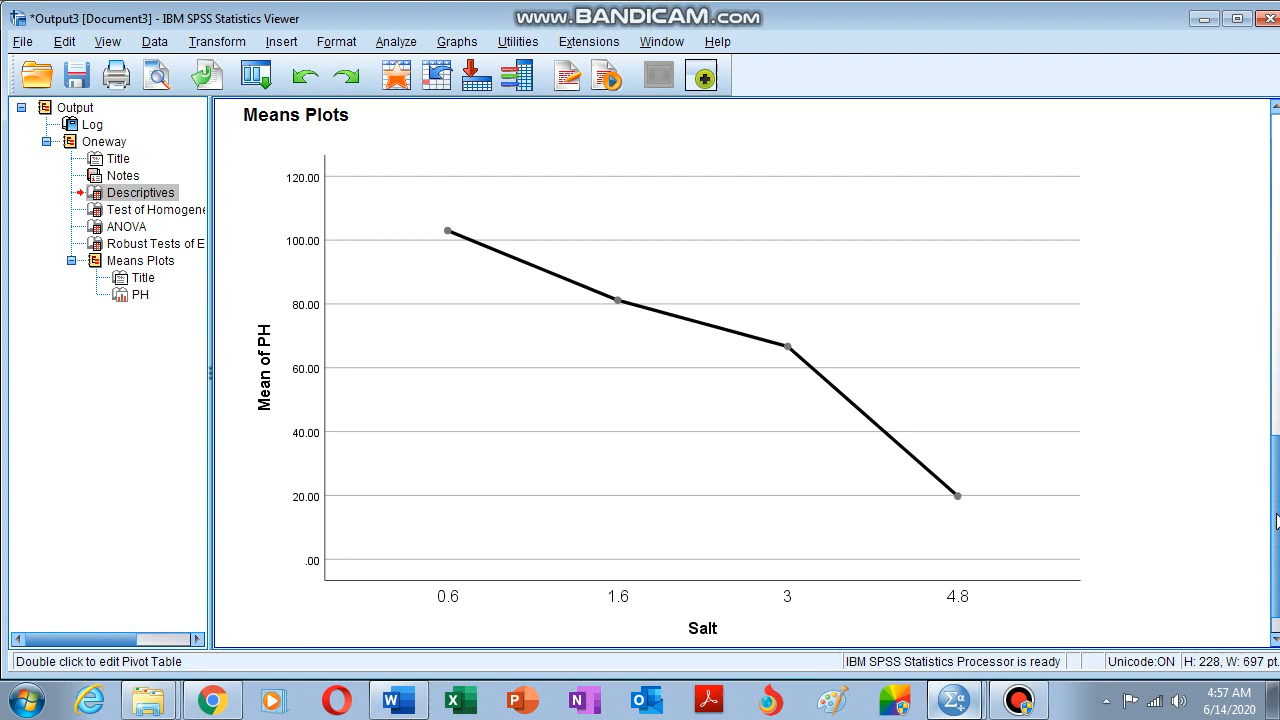 www.BANDICAM.com
*Output3 [Document3] - IBM SPSS Statistics Viewer
File Edit View Data Transform Insert Format Analyze Graphs Utilities Extensions Window Help
Output
Log
Oneway
Title
Notes
Descriptives
Test of Homogene
ANOVA
Robust Tests of E
Means Plots
Title
PH
Means Plots
120.00
100.00
80.00
60.00
40.00
20.00
.00
Mean of PH
0.6 1.6 3 4.8
Salt
Double click to edit Pivot Table
IBM SPSS Statistics Processor is ready
Unicode:ON
H: 228, W: 697 pt.
4:57 AM
6/14/2020